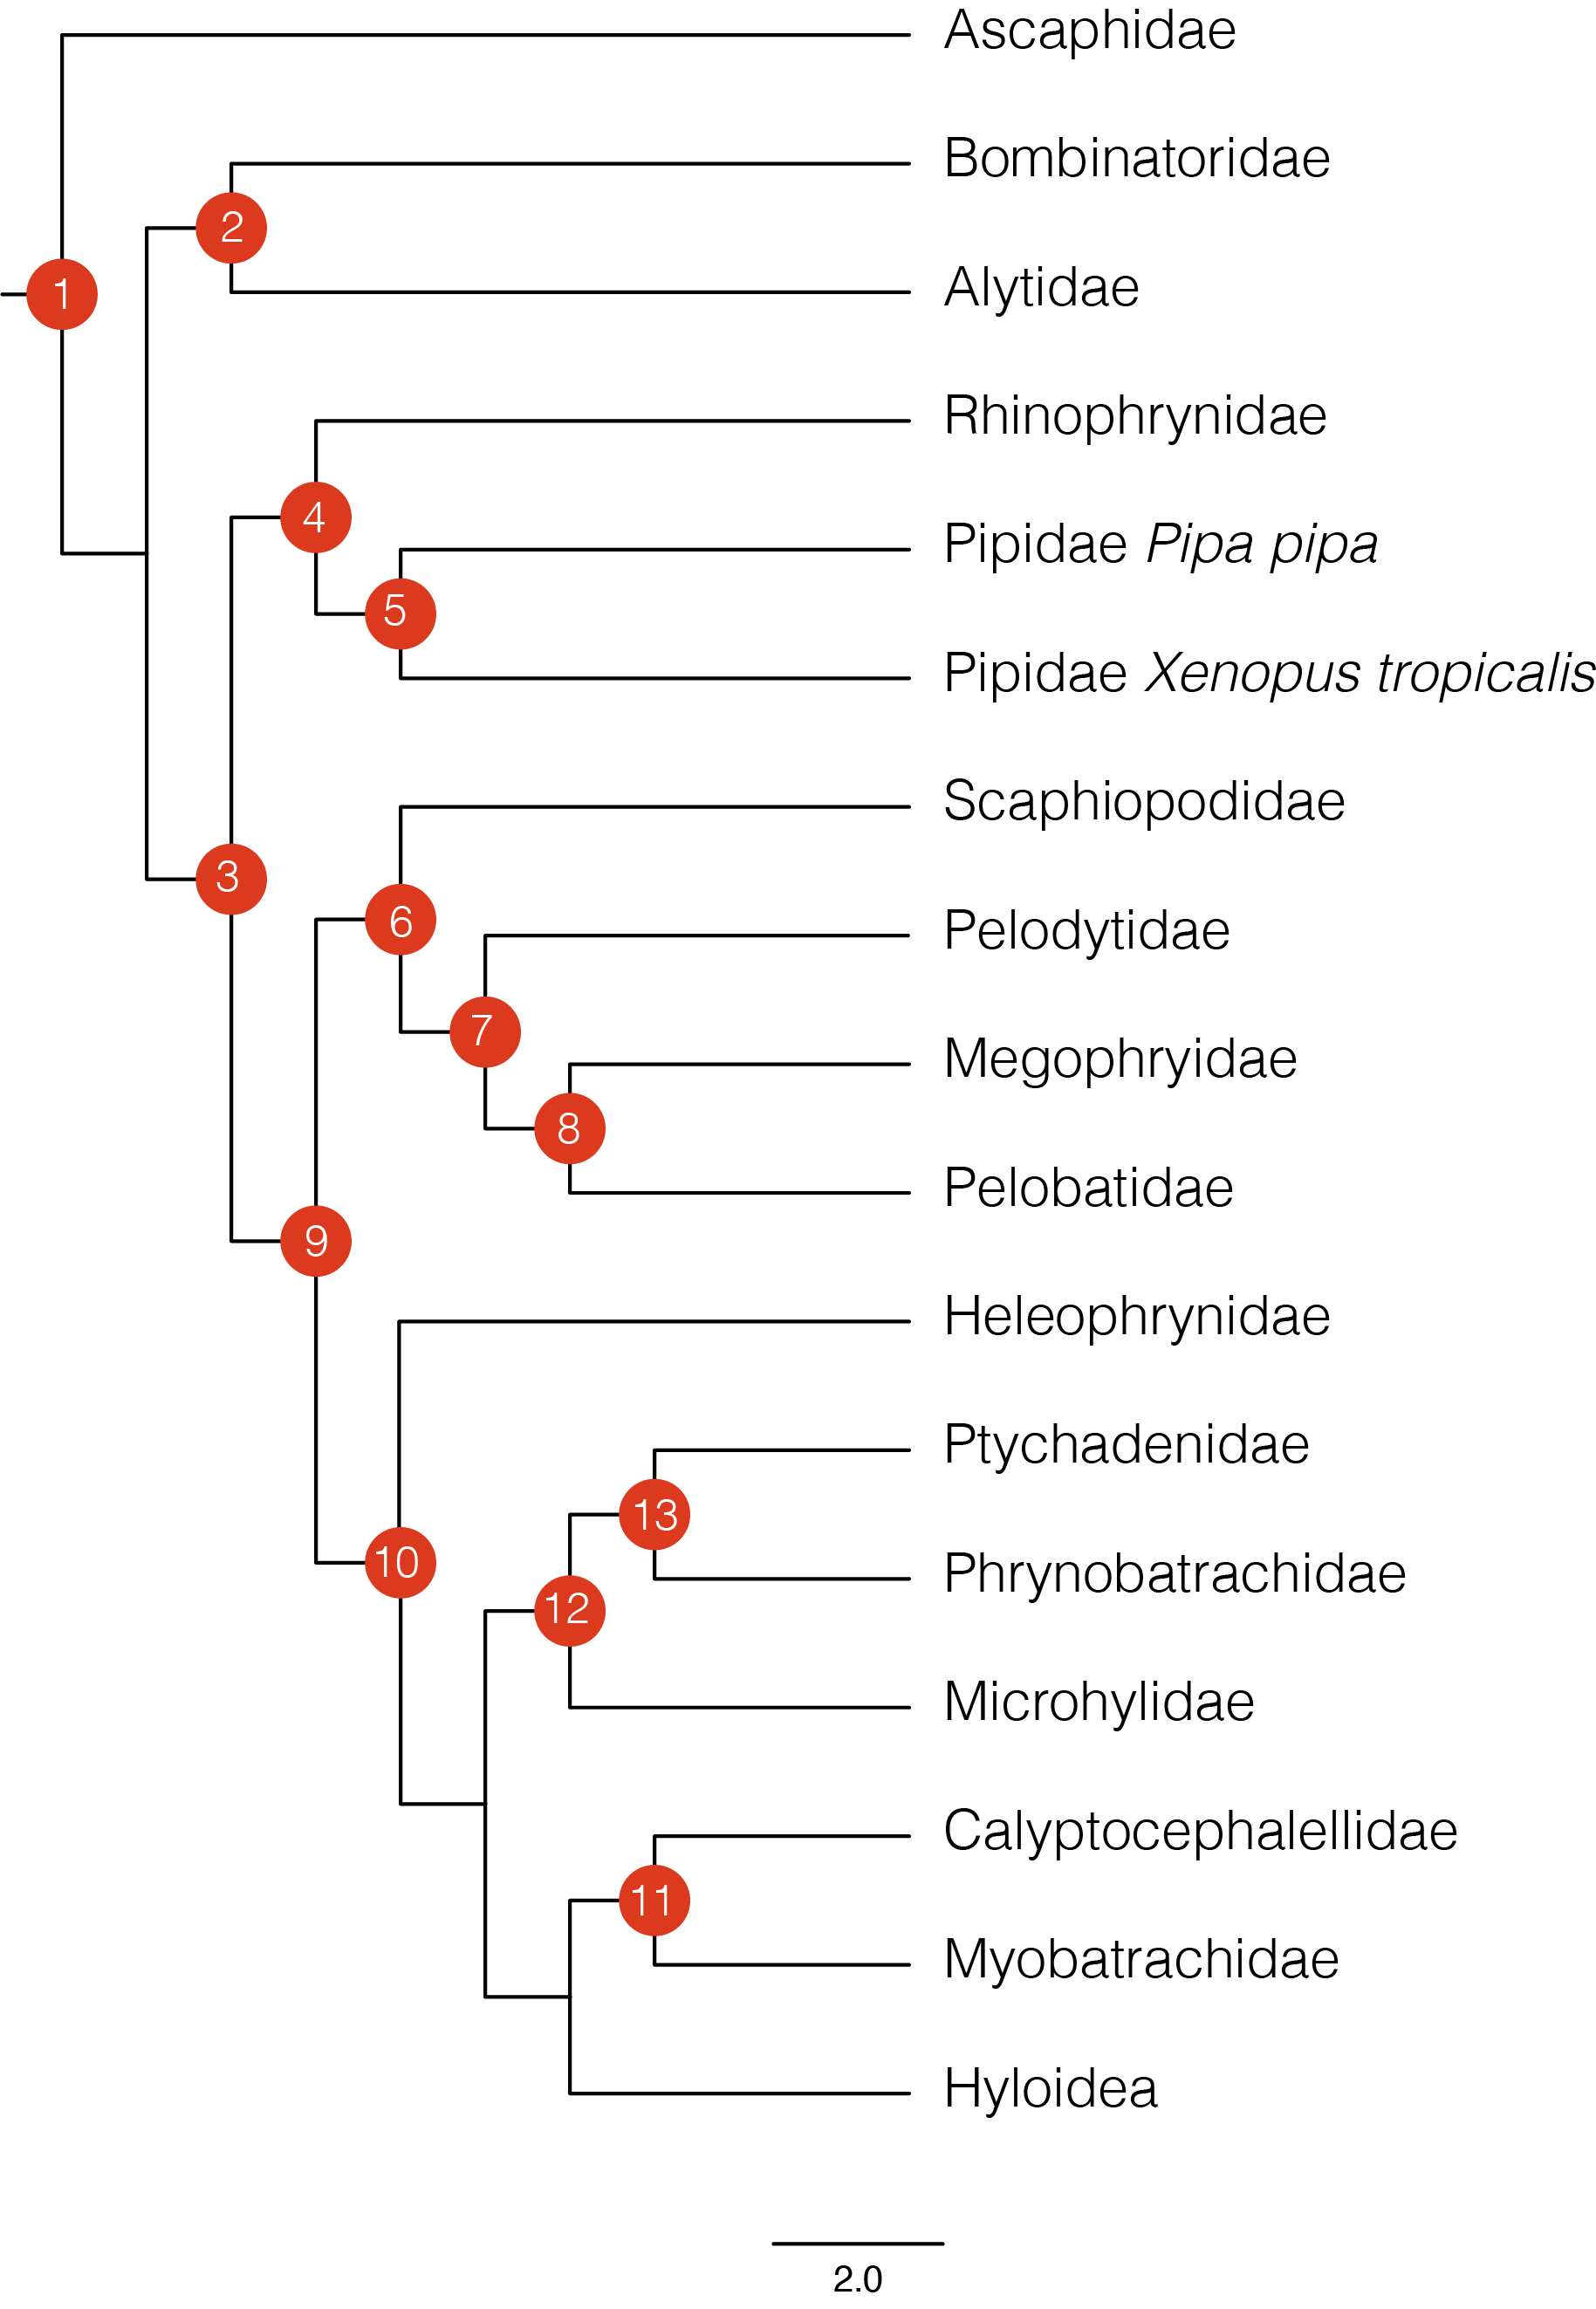 Ascaphidae
Bombinatoridae
2
Alytidae
1
Rhinophrynidae
4
Pipidae Pipa pipa
5
Pipidae Xenopus tropicalis
Scaphiopodidae
3
6
Pelodytidae
7
Megophryidae
8
Pelobatidae
9
Heleophrynidae
Ptychadenidae
13
10
Phrynobatrachidae
12
Microhylidae
Calyptocephalellidae
11
Myobatrachidae
Hyloidea
2.0